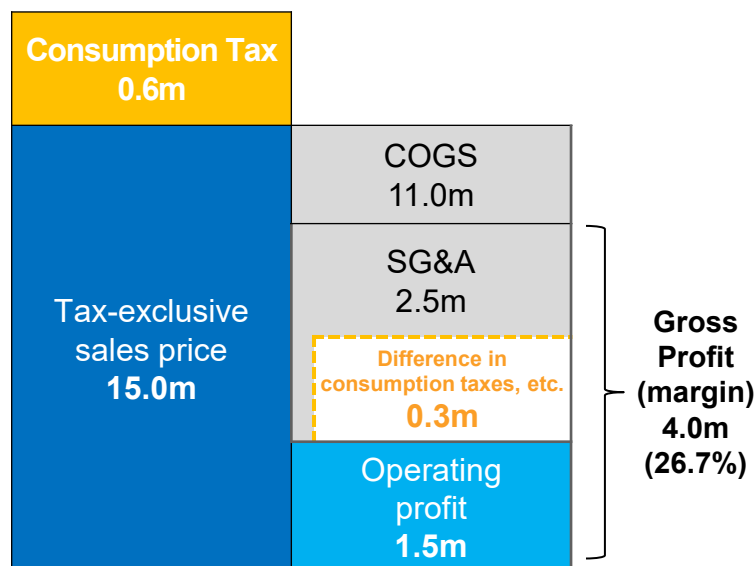 Consumption Tax
0.6m
Tax-exclusive
sales price
15.0m
COGS
11.0m
SG&A
2.5m
Difference in
consumption taxes, etc.
0.3m
Operating
profit
1.5m
Gross
Profit
(margin)
4.0m
(26.7%)